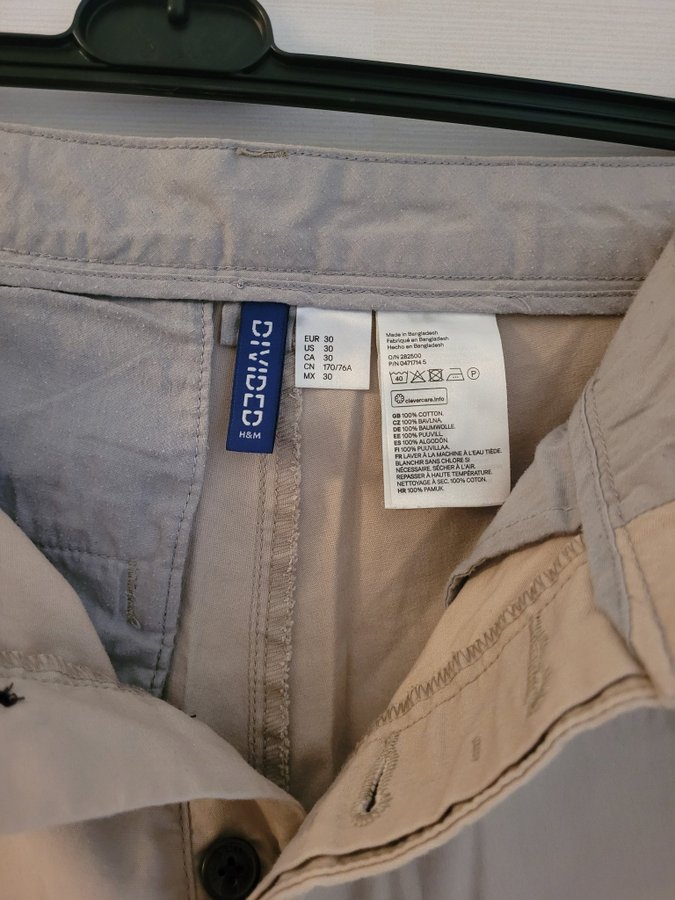 DIVIDED
H&M
EUR 30
US 30
CA 30
CN 170/76A
MX 30
Made in Bangladesh
Fabriqué en Bangladesh
Hecho en Bangladesh
O/N 282500
P/N 0471714 5
40
P
clevercare.info
GB 100% COTTON.
CZ 100% BAVLNA.
DE 100% BAUMWOLLE.
EE 100% PUUVILL.
ES 100% ALGODÓN.
FI 100% PUUVILLAA.
FR LAVER À LA MACHINE À L'EAU TIÈDE.
BLANCHIR SANS CHLORE SI
NÉCESSAIRE. SÉCHER À L'AIR.
REPASSER À HAUTE TEMPÉRATURE.
NETTOYAGE À SEC. 100% COTON.
HR 100% PAMUK.